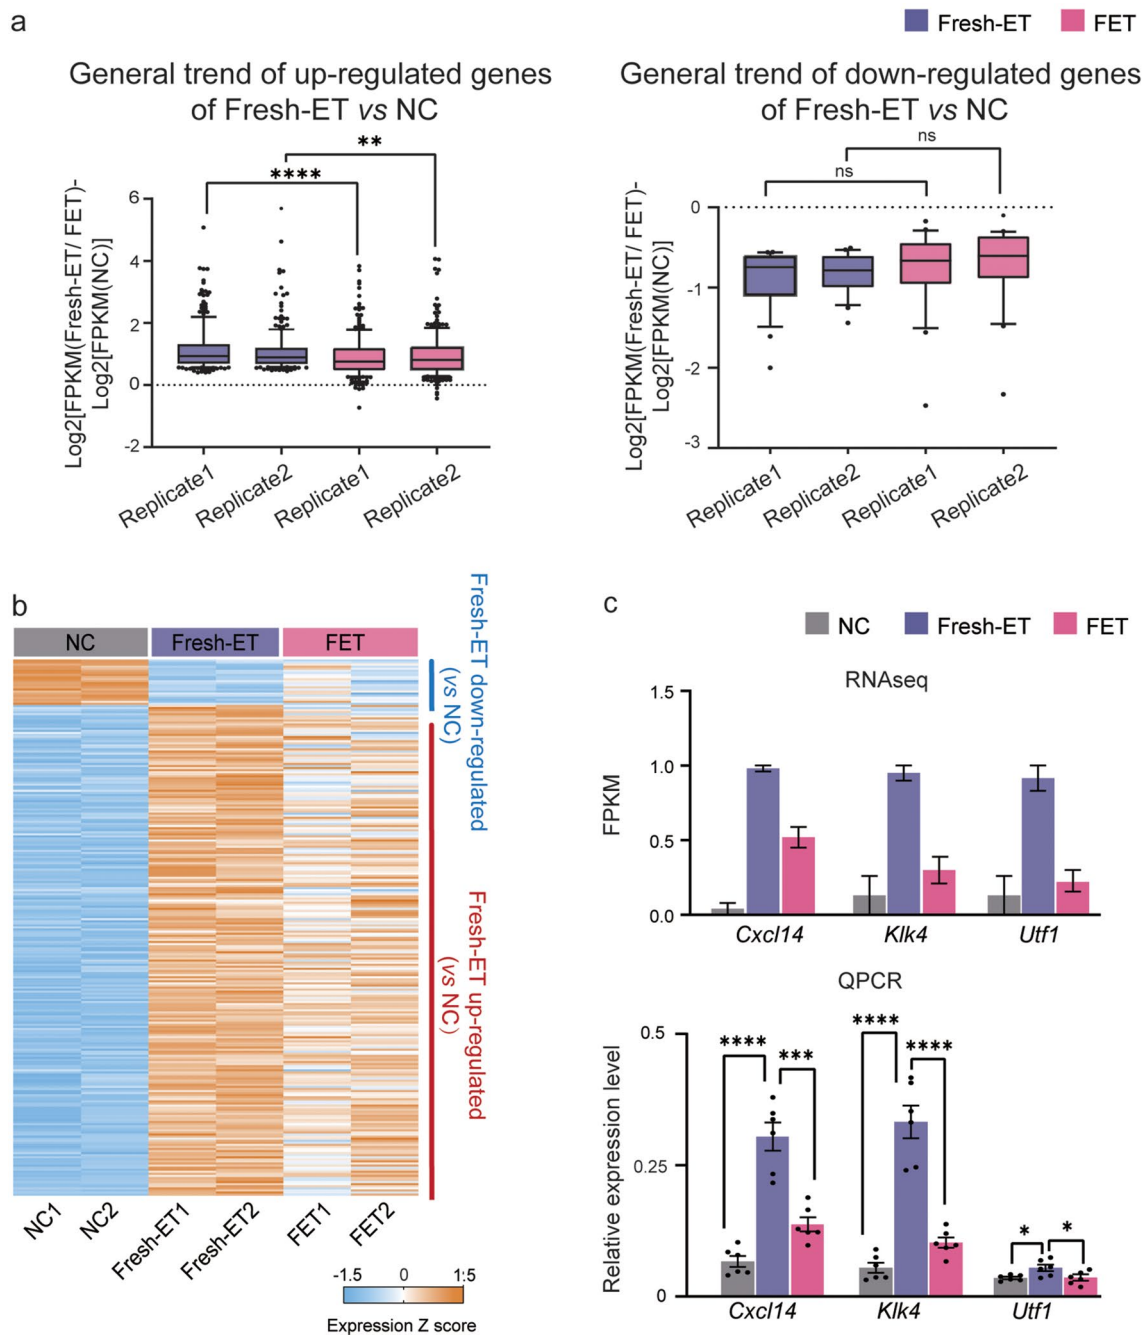 a
Fresh-ET FET
General trend of up-regulated genes
of Fresh-ET vs NC
General trend of down-regulated genes
of Fresh-ET vs NC
**
****
Log2[FPKM(Fresh-ET/ FET)-
Log2[FPKM(NC)]
6
4
2
0
-2
Replicate1
Replicate2
Replicate1
Replicate2
ns
ns
Log2[FPKM(Fresh-ET/ FET)-
Log2[FPKM(NC)]
0
-1
-2
-3
Replicate1
Replicate2
Replicate1
Replicate2
b
NC Fresh-ET FET
Fresh-ET down-regulated
(vs NC)
Fresh-ET up-regulated
(vs NC)
NC1
NC2
Fresh-ET1
Fresh-ET2
FET1
FET2
-1.5 0 1:5
Expression Z score
c
NC Fresh-ET FET
RNAseq
FPKM
1.5
1.0
0.5
0.0
Cxcl14 Klk4 Utf1
QPCR
Relative expression level
0.5
0.25
0
**** *** **** **** * *
Cxcl14 Klk4 Utf1